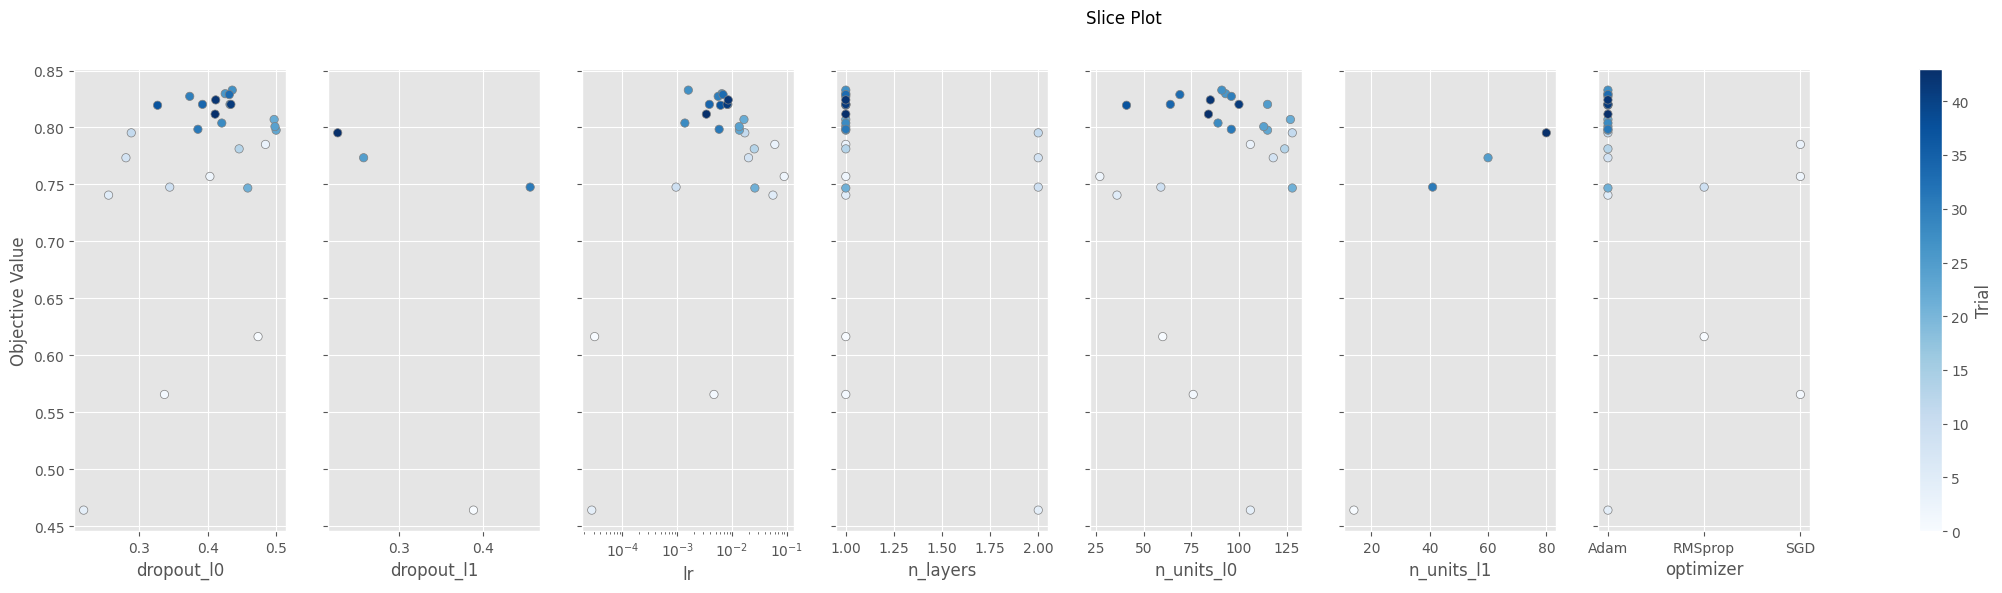 Slice Plot
Objective Value
0.85
0.80
0.75
0.70
0.65
0.60
0.55
0.50
0.45
0.3 0.4 0.5
dropout_l0
0.3 0.4
dropout_l1
10⁻⁴ 10⁻³ 10⁻² 10⁻¹
lr
1.00 1.25 1.50 1.75 2.00
n_layers
25 50 75 100 125
n_units_l0
20 40 60 80
n_units_l1
Adam RMSprop SGD
optimizer
40
35
30
25
20
15
10
5
0
Trial